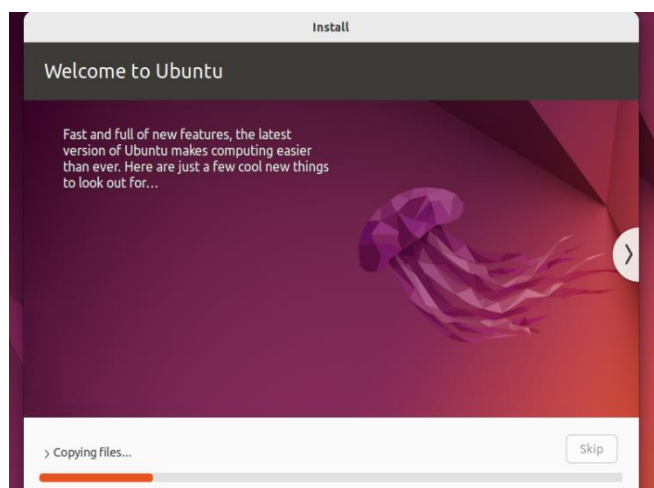 Install
Welcome to Ubuntu
Fast and full of new features, the latest
version of Ubuntu makes computing easier
than ever. Here are just a few cool new things
to look out for…
Copying files...
Skip